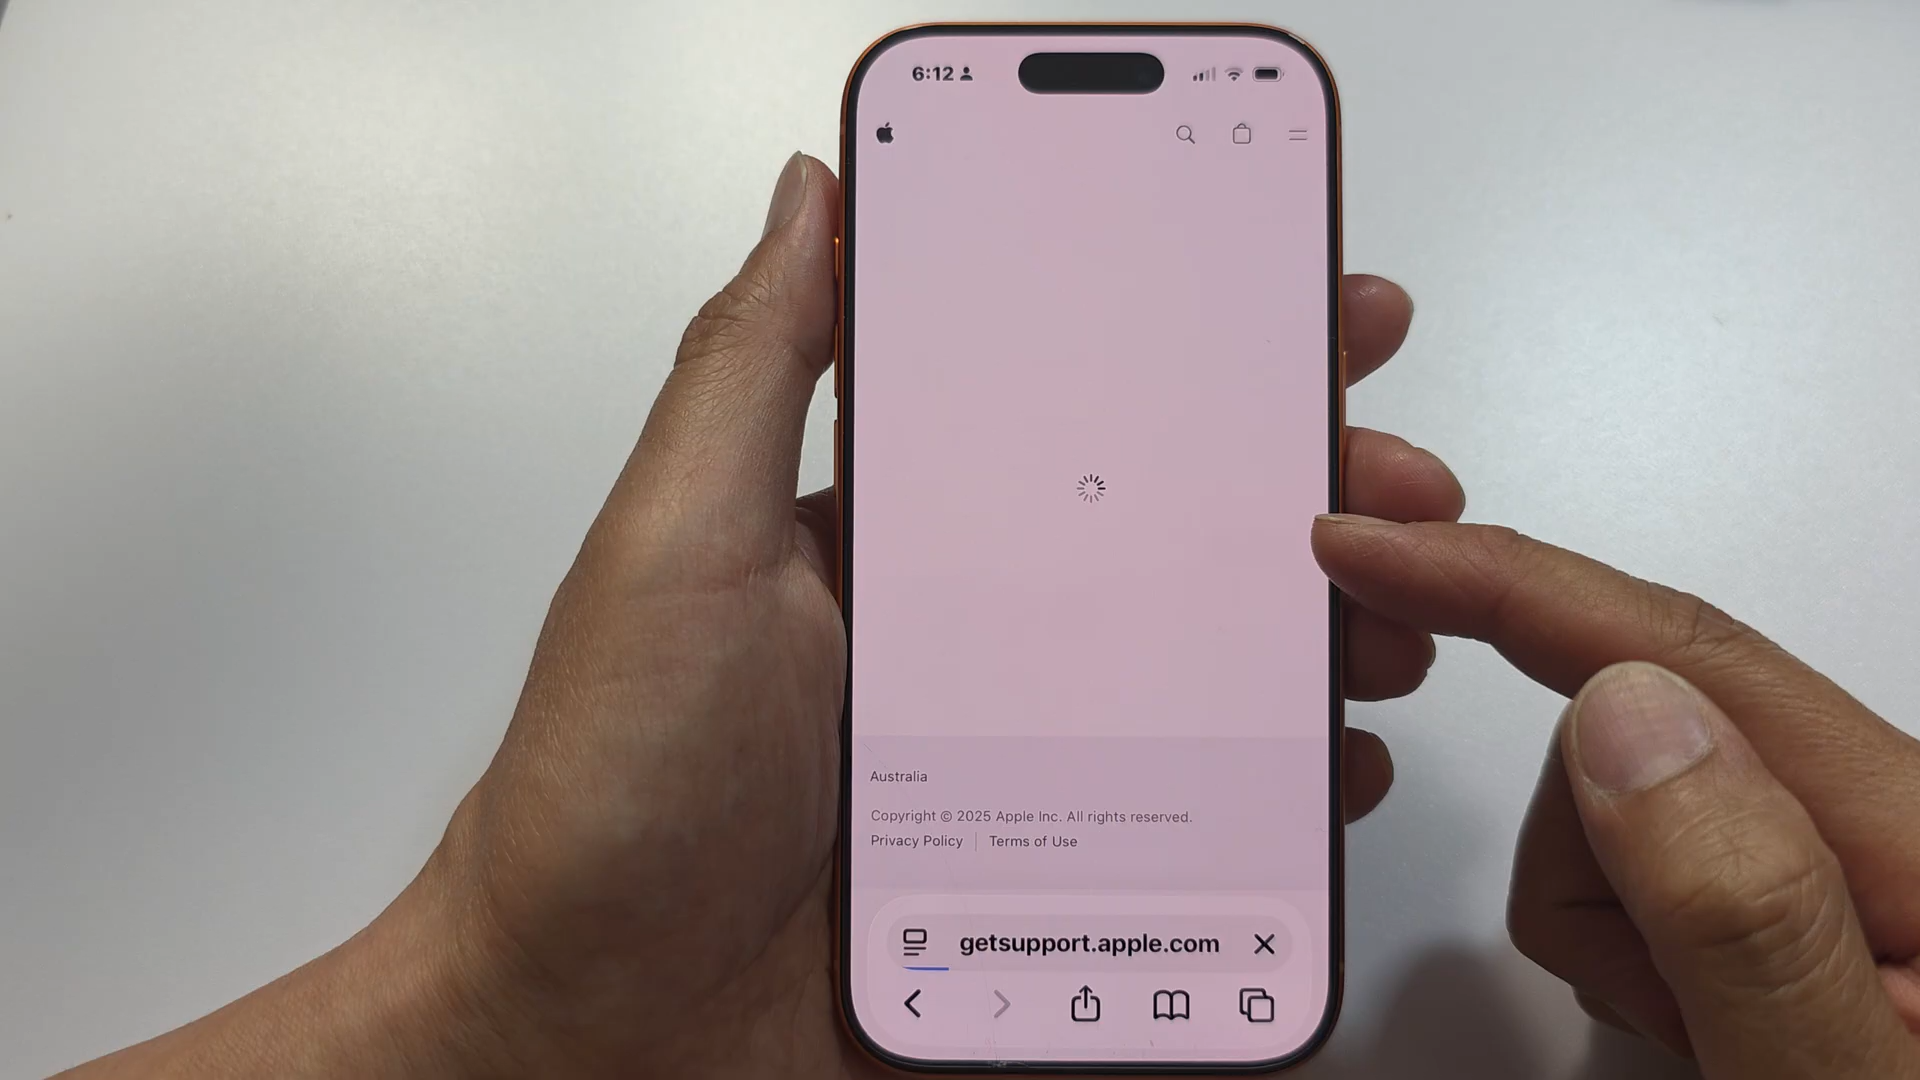 6:12
Australia
Copyright © 2025 Apple Inc. All rights reserved.
Privacy Policy | Terms of Use
getsupport.apple.com